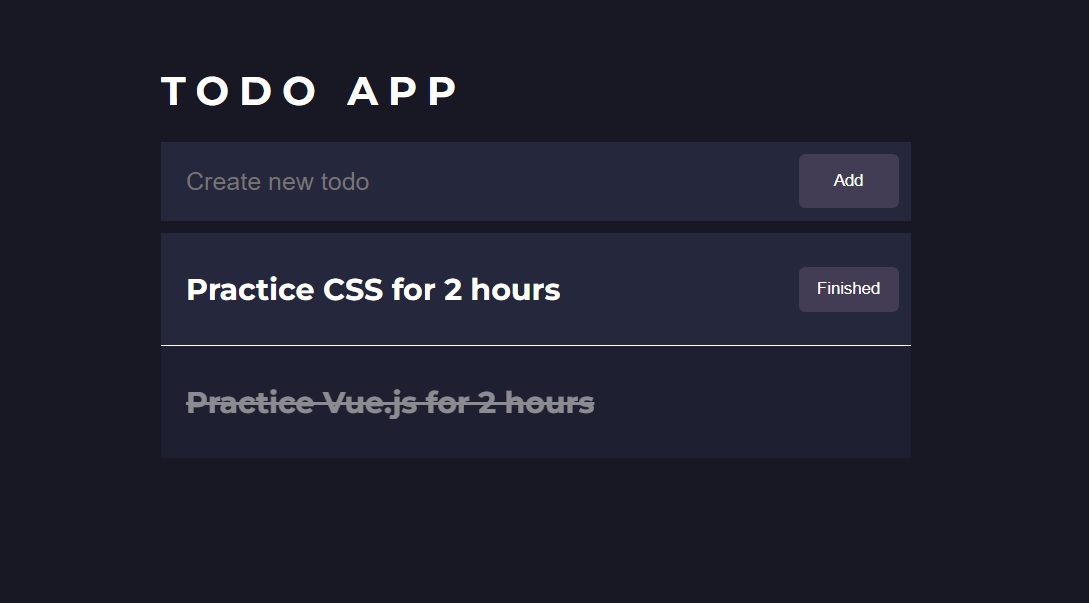 TODO APP
Create new todo
Add
Practice CSS for 2 hours
Finished
Practice Vue.js for 2 hours